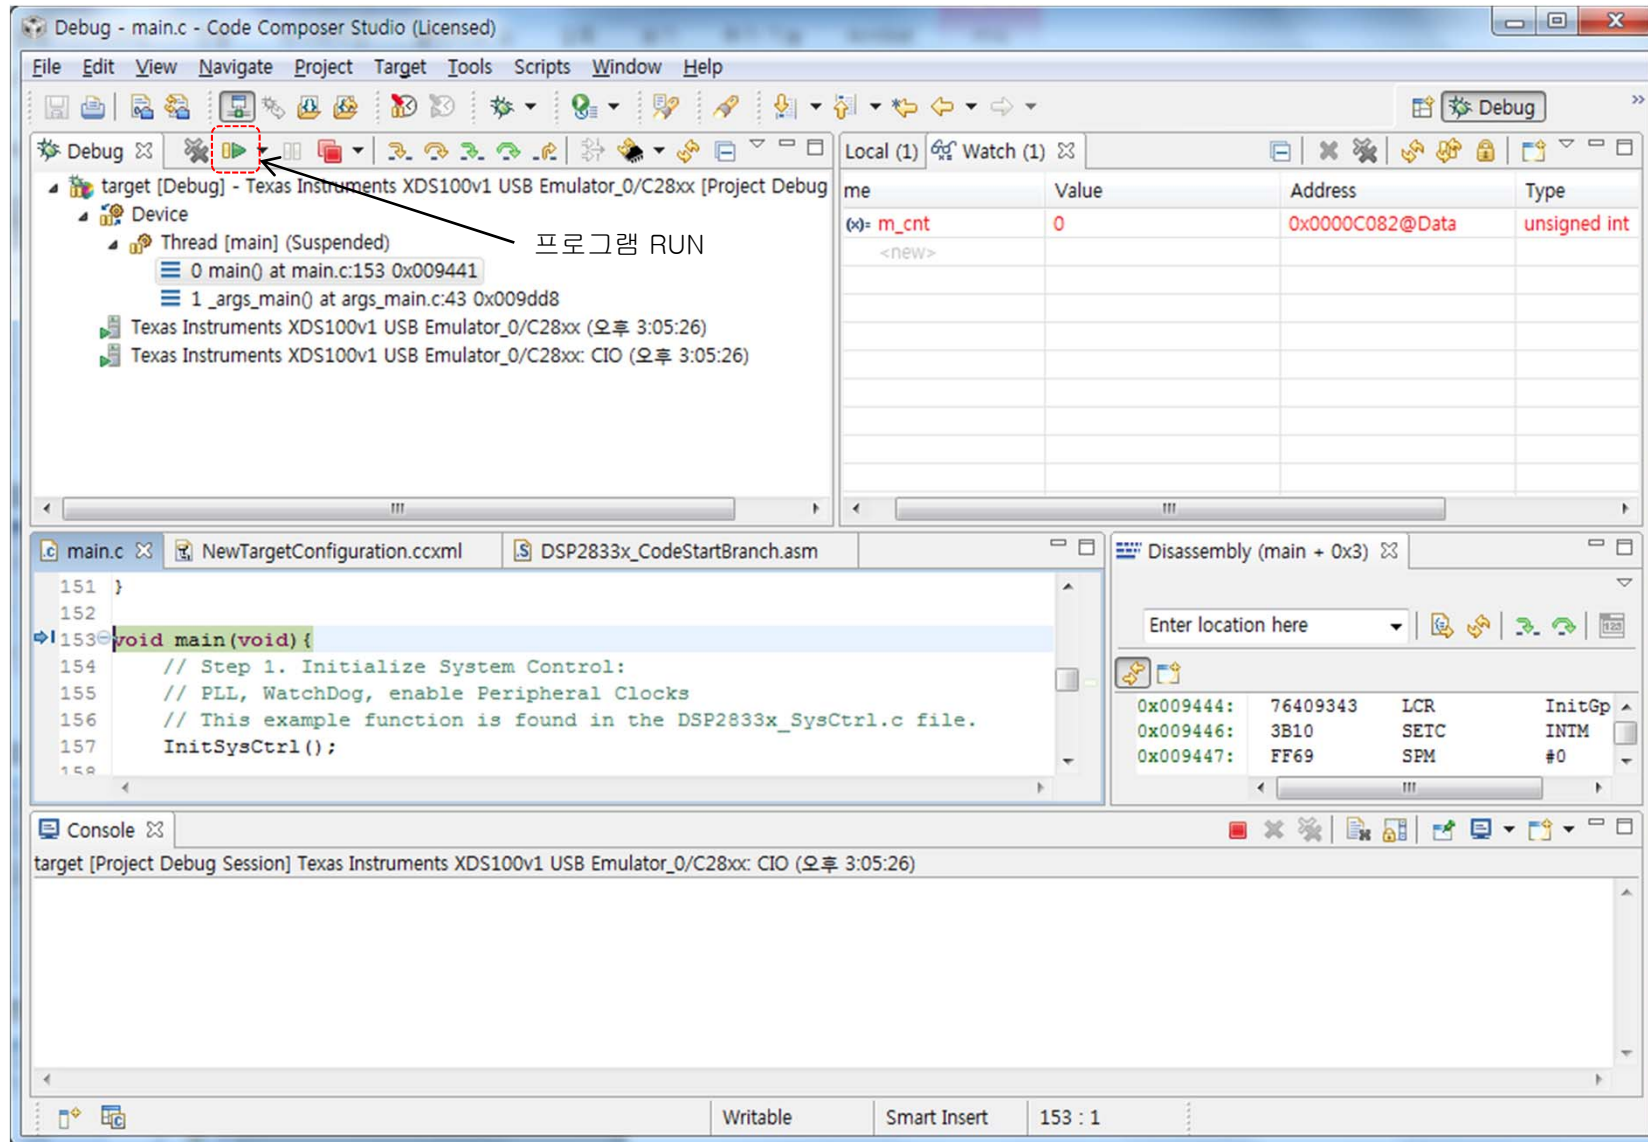 Debug - main.c - Code Composer Studio (Licensed)
File Edit View Navigate Project Target Tools Scripts Window Help
Debug
Debug
Local (1) Watch (1)
target [Debug] - Texas Instruments XDS100v1 USB Emulator_0/C28xx [Project Debug
Device
Thread [main] (Suspended)
0 main() at main.c:153 0x009441
1 _args_main() at args_main.c:43 0x009dd8
Texas Instruments XDS100v1 USB Emulator_0/C28xx (오후 3:05:26)
Texas Instruments XDS100v1 USB Emulator_0/C28xx: CIO (오후 3:05:26)
프로그램 RUN
me Value Address Type
(x)= m_cnt 0 0x0000C082@Data unsigned int
<new>
main.c NewTargetConfiguration.ccxml DSP2833x_CodeStartBranch.asm
151 }
152
153 void main(void){
154 // Step 1. Initialize System Control:
155 // PLL, WatchDog, enable Peripheral Clocks
156 // This example function is found in the DSP2833x_SysCtrl.c file.
157 InitSysCtrl();
158
Disassembly (main + 0x3)
Enter location here
0x009444: 76409343 LCR InitGp
0x009446: 3B10 SETC INTM
0x009447: FF69 SPM #0
Console
target [Project Debug Session] Texas Instruments XDS100v1 USB Emulator_0/C28xx: CIO (오후 3:05:26)
Writable Smart Insert 153 : 1